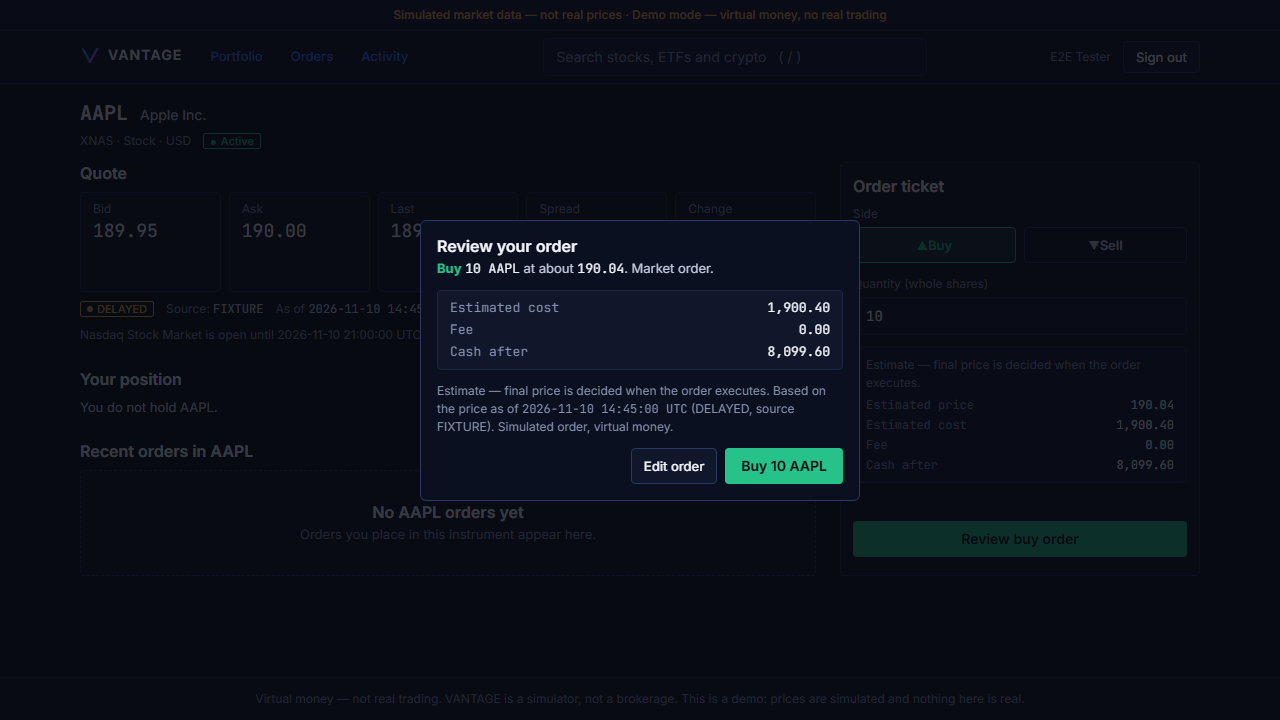 Simulated market data — not real prices · Demo mode — virtual money, no real trading
VANTAGE
Portfolio
Orders
Activity
Search stocks, ETFs and crypto ( / )
E2E Tester
Sign out
AAPL Apple Inc.
XNAS · Stock · USD
Active
Quote
Bid
189.95
Ask
190.00
Last
189
Spread
Change
DELAYED Source: FIXTURE As of 2026-11-10 14:45
Nasdaq Stock Market is open until 2026-11-10 21:00:00 UTC
Your position
You do not hold AAPL.
Recent orders in AAPL
No AAPL orders yet
Orders you place in this instrument appear here.
Review your order
Buy 10 AAPL at about 190.04. Market order.
Estimated cost 1,900.40
Fee 0.00
Cash after 8,099.60
Estimate — final price is decided when the order executes. Based on
the price as of 2026-11-10 14:45:00 UTC (DELAYED, source
FIXTURE). Simulated order, virtual money.
Edit order
Buy 10 AAPL
Order ticket
Side
▲Buy
▼Sell
uantity (whole shares)
10
Estimate — final price is decided when the order
executes.
Estimated price 190.04
Estimated cost 1,900.40
Fee 0.00
Cash after 8,099.60
Review buy order
Virtual money — not real trading. VANTAGE is a simulator, not a brokerage. This is a demo: prices are simulated and nothing here is real.